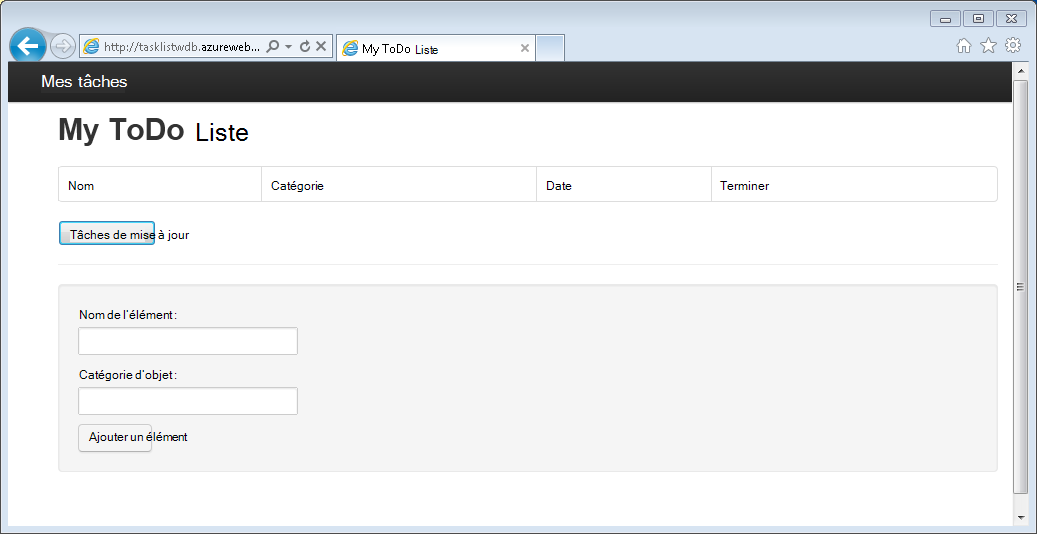 http://tasklistwdb.azureweb...
My ToDo Liste
Mes tâches
My ToDo Liste
Nom Catégorie Date Terminer
Tâches de mise à jour
Nom de l'élément :
Catégorie d'objet :
Ajouter un élément